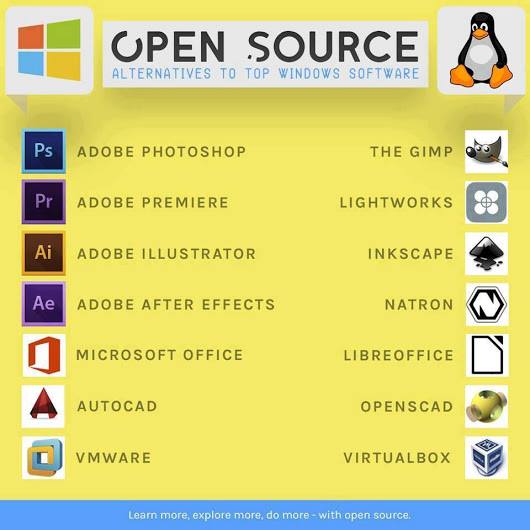 OPEN SOURCE
ALTERNATIVES TO TOP WINDOWS SOFTWARE
Ps ADOBE PHOTOSHOP THE GIMP
Pr ADOBE PREMIERE LIGHTWORKS
Ai ADOBE ILLUSTRATOR INKSCAPE
Ae ADOBE AFTER EFFECTS NATRON
MICROSOFT OFFICE LIBREOFFICE
AUTOCAD OPENSCAD
VMWARE VIRTUALBOX
Learn more, explore more, do more - with open source.